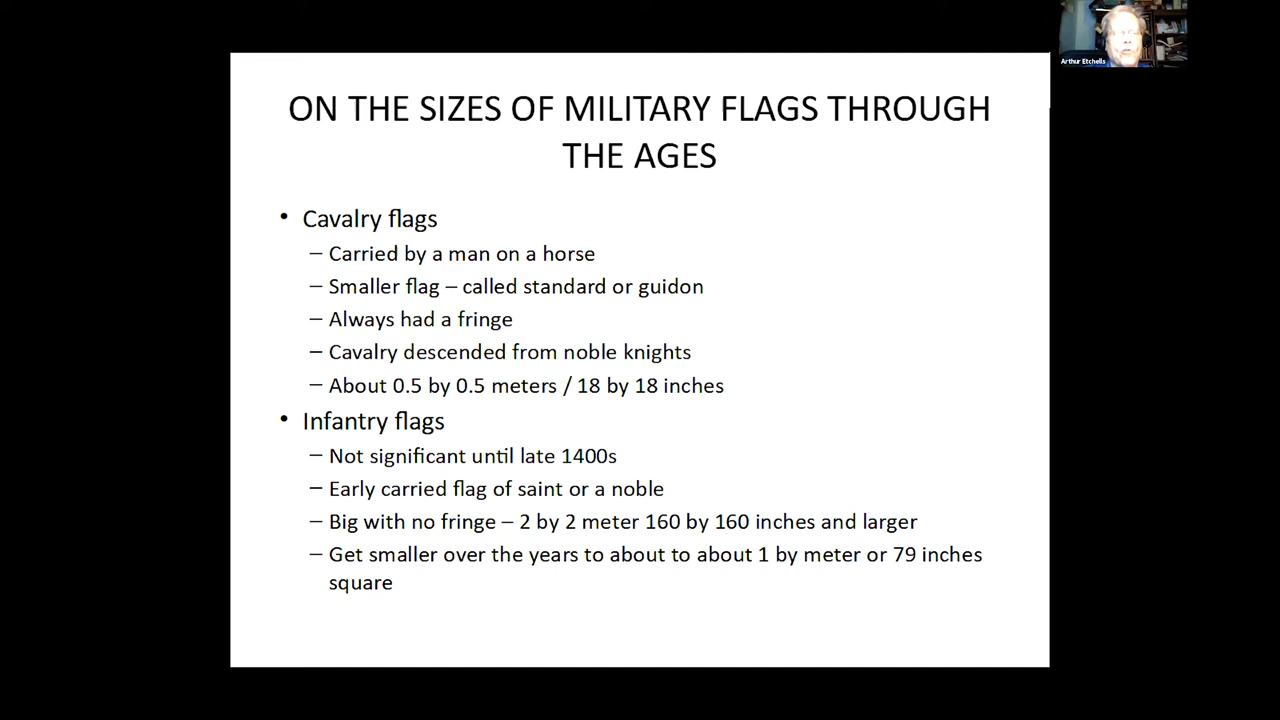 Arthur Etchells
ON THE SIZES OF MILITARY FLAGS THROUGH
THE AGES
• Cavalry flags
– Carried by a man on a horse
– Smaller flag – called standard or guidon
– Always had a fringe
– Cavalry descended from noble knights
– About 0.5 by 0.5 meters / 18 by 18 inches
• Infantry flags
– Not significant until late 1400s
– Early carried flag of saint or a noble
– Big with no fringe – 2 by 2 meter 160 by 160 inches and larger
– Get smaller over the years to about to about 1 by meter or 79 inches
square